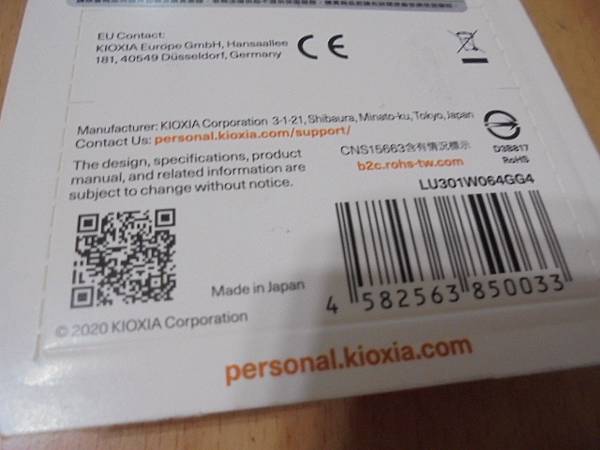 EU Contact:
KIOXIA Europe GmbH, Hansaallee
181, 40549 Düsseldorf, Germany
CE
Manufacturer: KIOXIA Corporation 3-1-21, Shibaura, Minato-ku, Tokyo, Japan
Contact Us: personal.kioxia.com/support/
The design, specifications, product
manual, and related information are
subject to change without notice.
CNS15663含有情況標示
b2c.rohs-tw.com
D3B817
RoHS
LU301W064GG4
Made in Japan
4 582563 850033
© 2020 KIOXIA Corporation
personal.kioxia.com